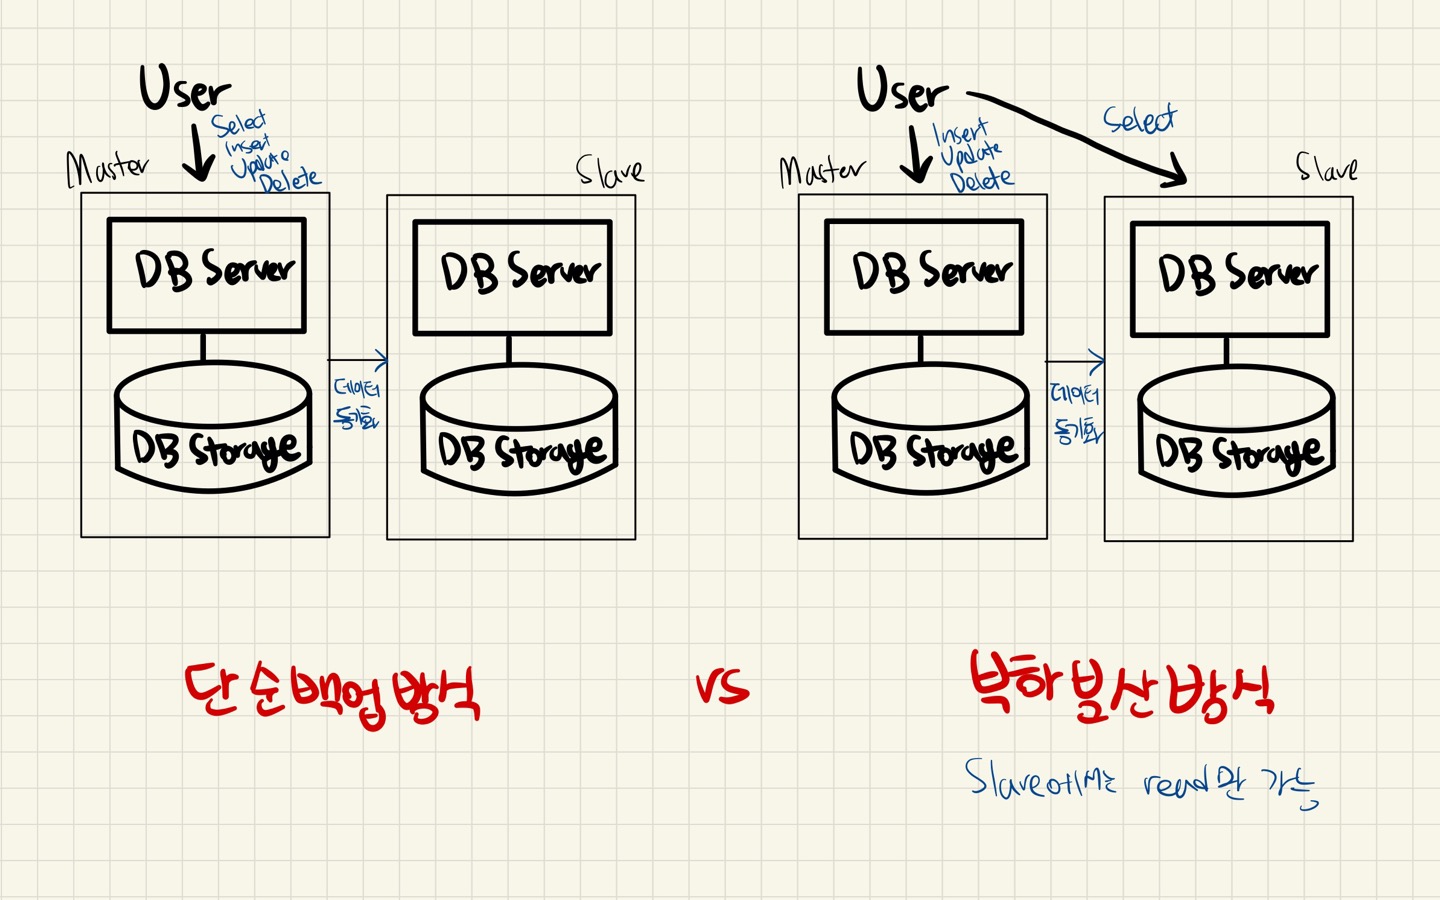 User
Select
Insert
Update
Delete
Master
Slave
DB Server
DB Server
데이터
동기화
DB Storage
DB Storage
User
Select
Insert
Update
Delete
Master
Slave
DB Server
DB Server
데이터
동기화
DB Storage
DB Storage
단순백업방식
vs
부하분산방식
Slave에서는 read만 가능